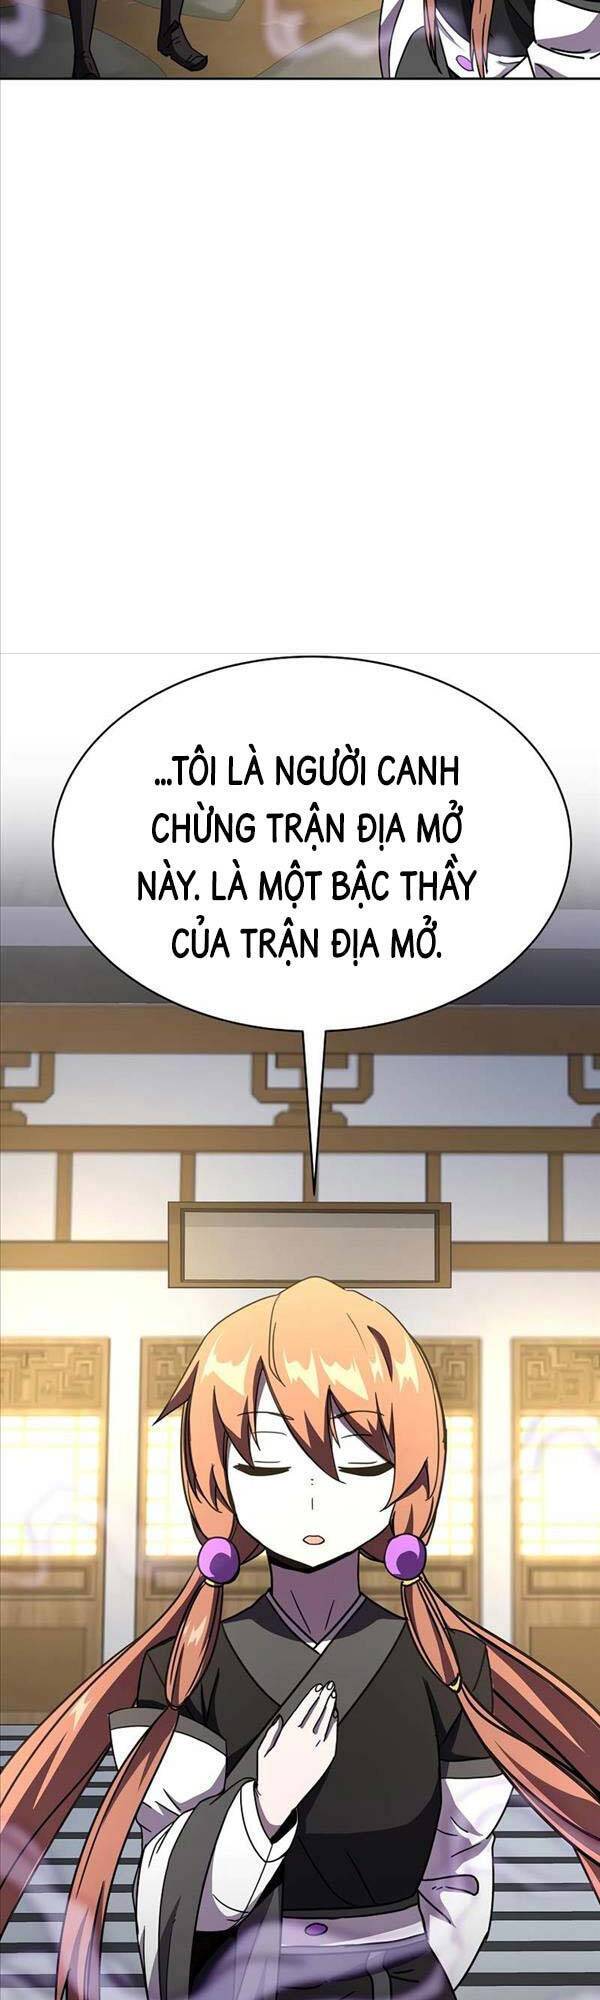 ...TÔI LÀ NGƯỜI CANH
CHỪNG TRẬN ĐỊA MỞ
NÀY. LÀ MỘT BẬC THẦY
CỦA TRẬN ĐỊA MỞ.